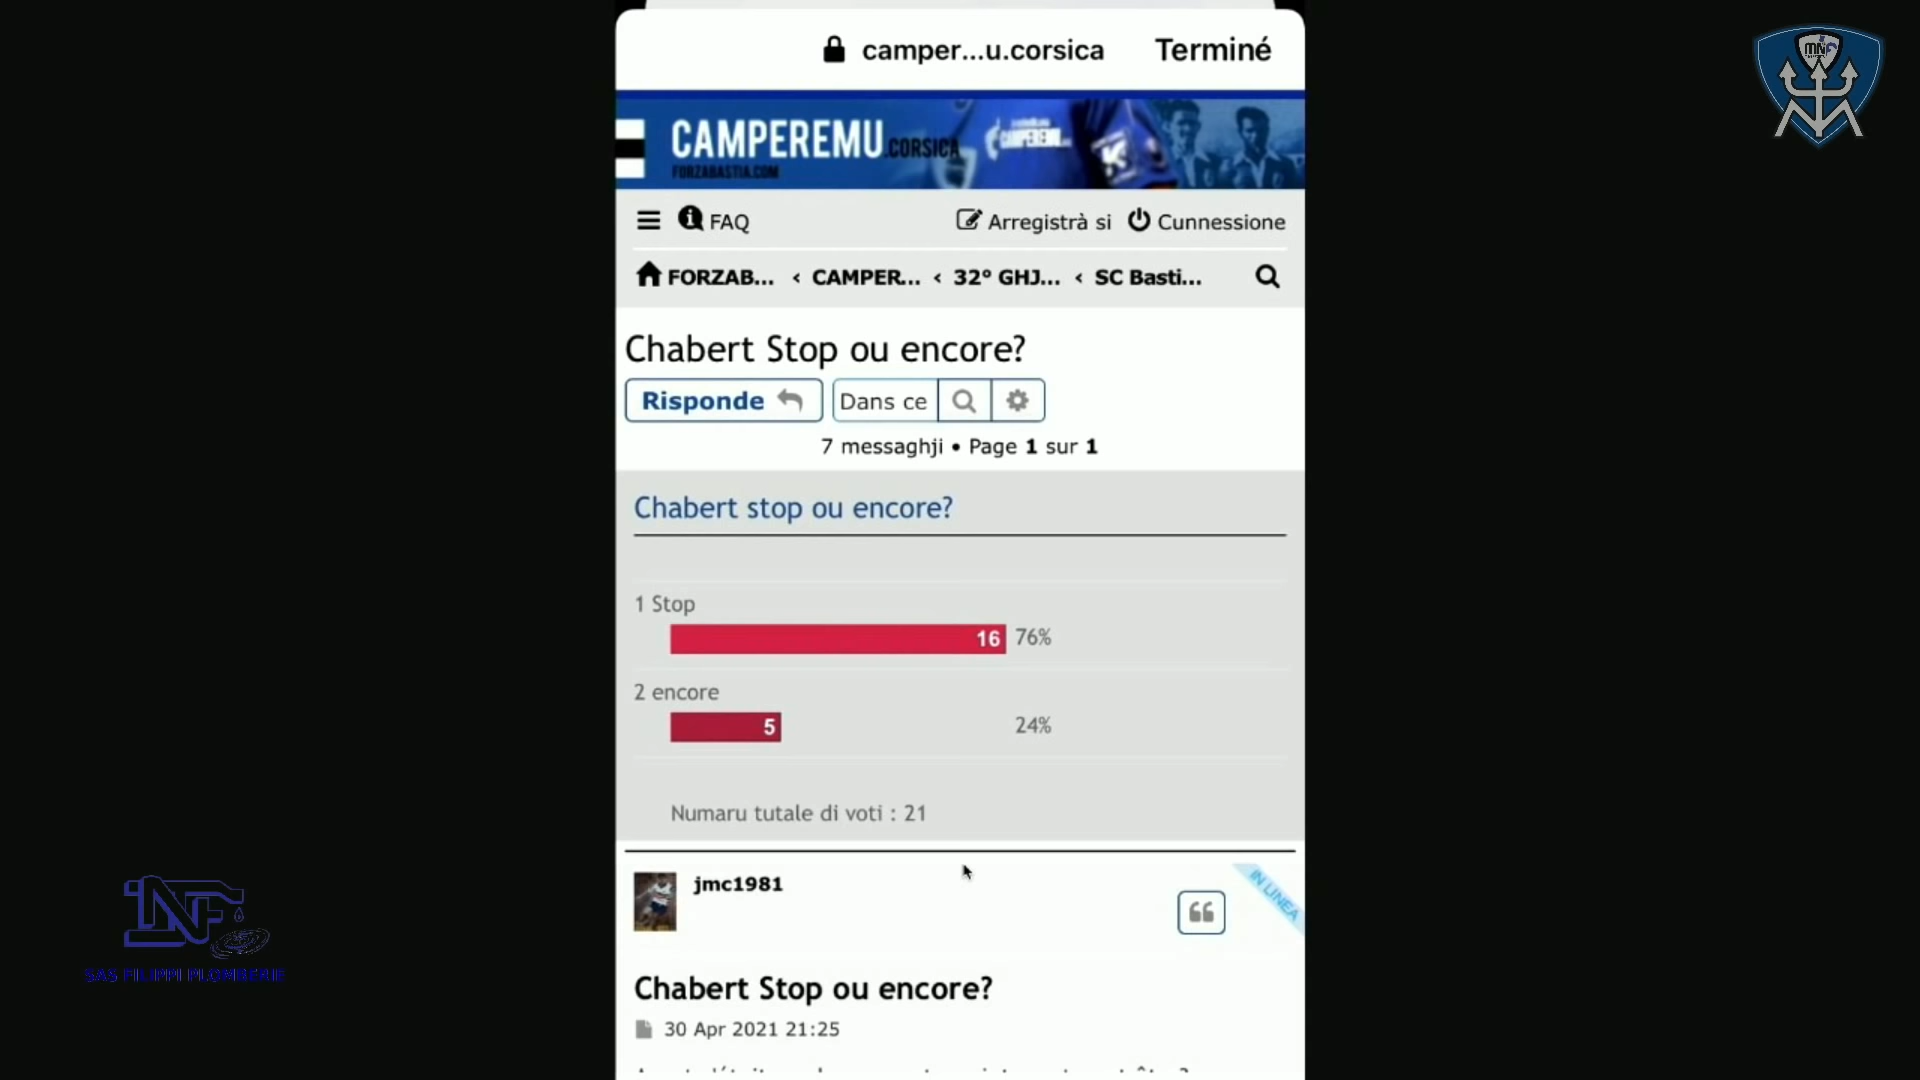 camper...u.corsica
Terminé
CAMPEREMU.CORSICA
FORZABASTIA.COM
CAMPEREMU
FAQ
Arregistrà si
Cunnessione
FORZAB... ‹ CAMPER... ‹ 32° GHJ... ‹ SC Basti...
Chabert Stop ou encore?
Risponde
Dans ce
7 messaghji • Page 1 sur 1
Chabert stop ou encore?
1 Stop
16 76%
2 encore
5 24%
Numaru tutale di voti : 21
jmc1981
IN LINEA
Chabert Stop ou encore?
30 Apr 2021 21:25
NF
SAS FILIPPI PLOMBERIE